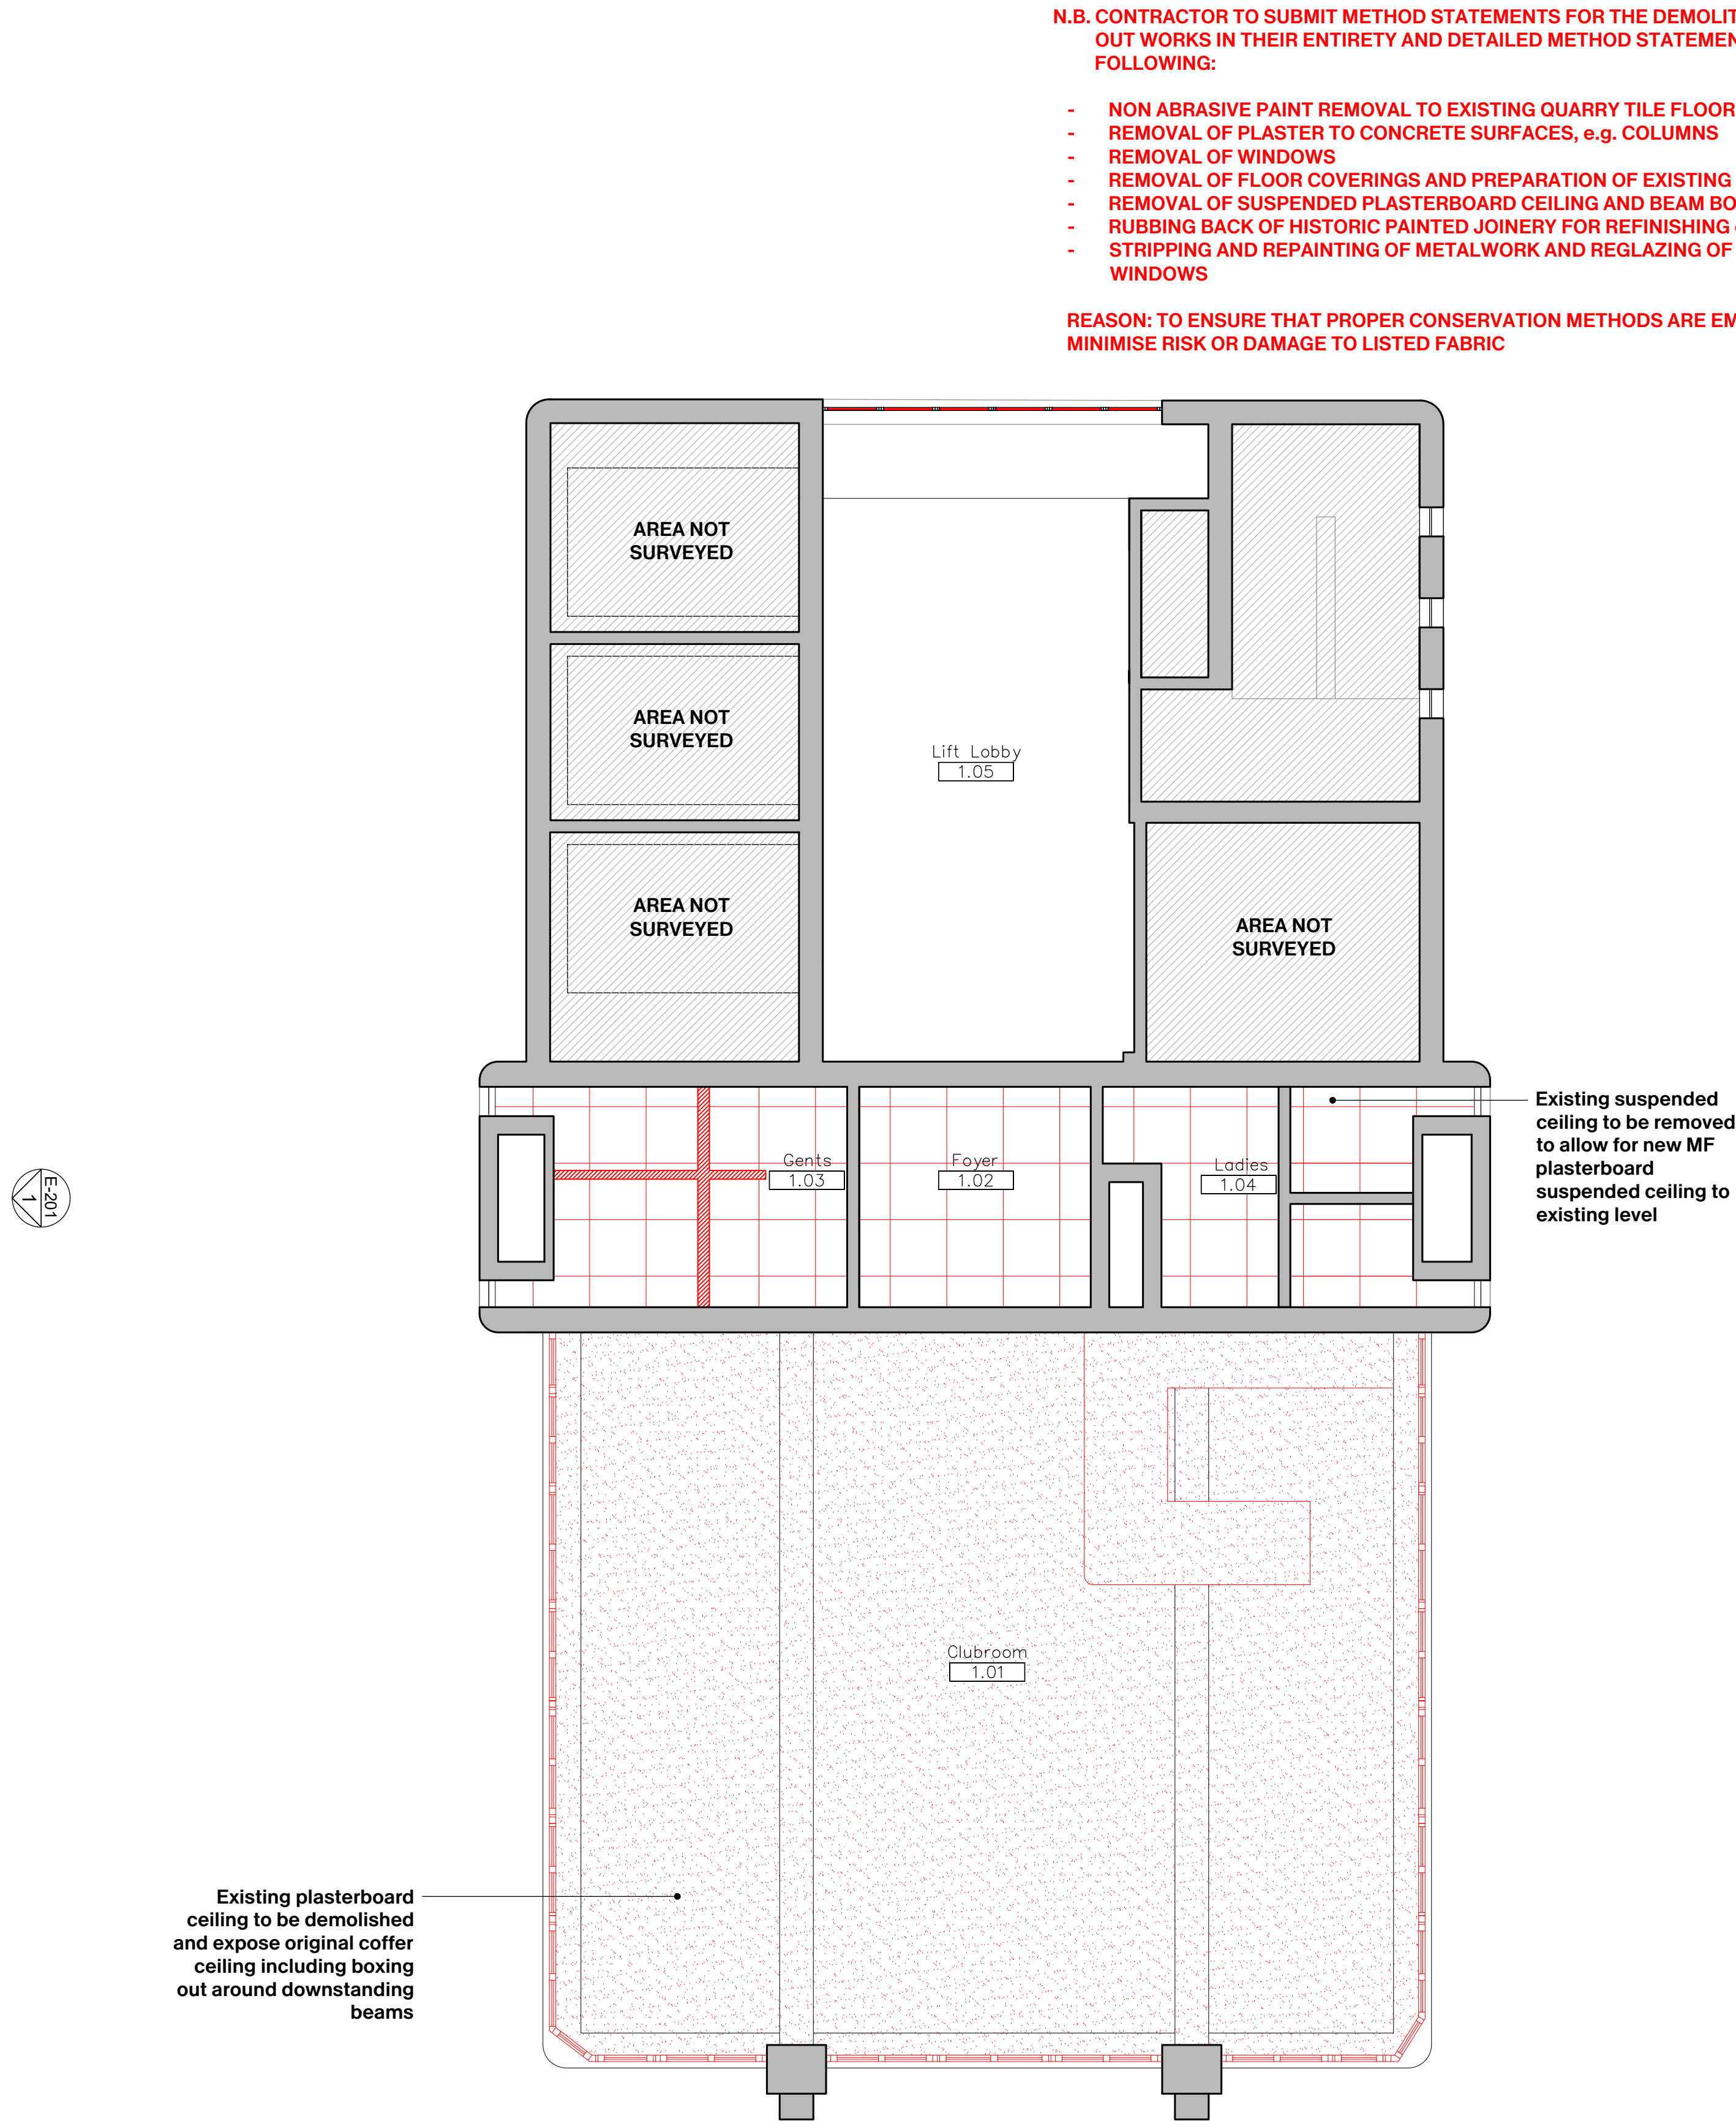 N.B. CONTRACTOR TO SUBMIT METHOD STATEMENTS FOR THE
OUT WORKS IN THEIR ENTIRETY AND DETAILED METHOD
FOLLOWING:
- NON ABRASIVE PAINT REMOVAL TO EXISTING QUARRY TILE FLOOR
- REMOVAL OF PLASTER TO CONCRETE SURFACES, e.g. COLUMNS
- REMOVAL OF WINDOWS
- REMOVAL OF FLOOR COVERINGS AND PREPARATION OF EXISTING
- REMOVAL OF SUSPENDED PLASTERBOARD CEILING AND BEAM
- RUBBING BACK OF HISTORIC PAINTED JOINERY FOR REFINISHING
- STRIPPING AND REPAINTING OF METALWORK AND REGLAZING OF
WINDOWS
REASON: TO ENSURE THAT PROPER CONSERVATION METHODS ARE
MINIMISE RISK OR DAMAGE TO LISTED FABRIC
AREA NOT
SURVEYED
AREA NOT
SURVEYED
Lift Lobby
1.05
AREA NOT
SURVEYED
AREA NOT
SURVEYED
Existing suspended
ceiling to be removed
to allow for new MF
plasterboard
suspended ceiling to
existing level
Gents
1.03
Foyer
1.02
Ladies
1.04
E-201
1
Clubroom
1.01
Existing plasterboard
ceiling to be demolished
and expose original coffer
ceiling including boxing
out around downstanding
beams